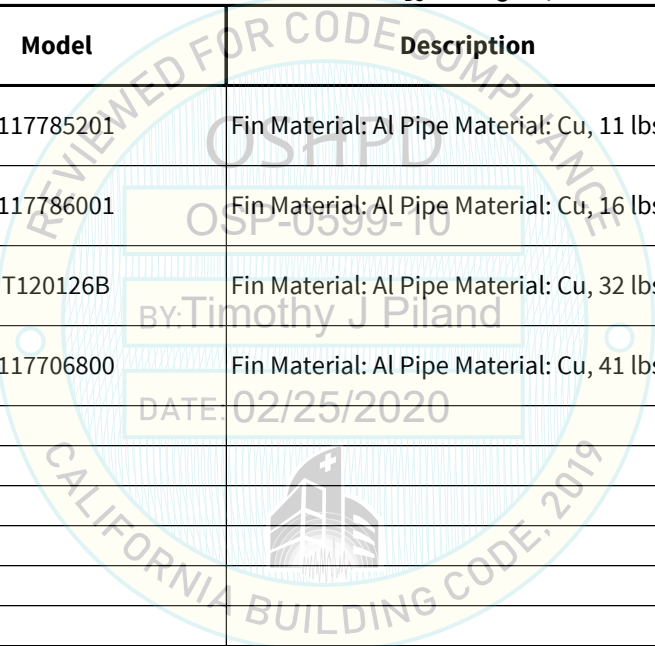 Model Description
REVIEWED FOR CODE COMPLIANCE
117785201 Fin Material: Al Pipe Material: Cu, 11 lbs
OSHPD
117786001 Fin Material: Al Pipe Material: Cu, 16 lbs
OSP-0599-10
T120126B Fin Material: Al Pipe Material: Cu, 32 lbs
BY: Timothy J Piland
117706800 Fin Material: Al Pipe Material: Cu, 41 lbs
DATE: 02/25/2020
CALIFORNIA BUILDING CODE, 2019